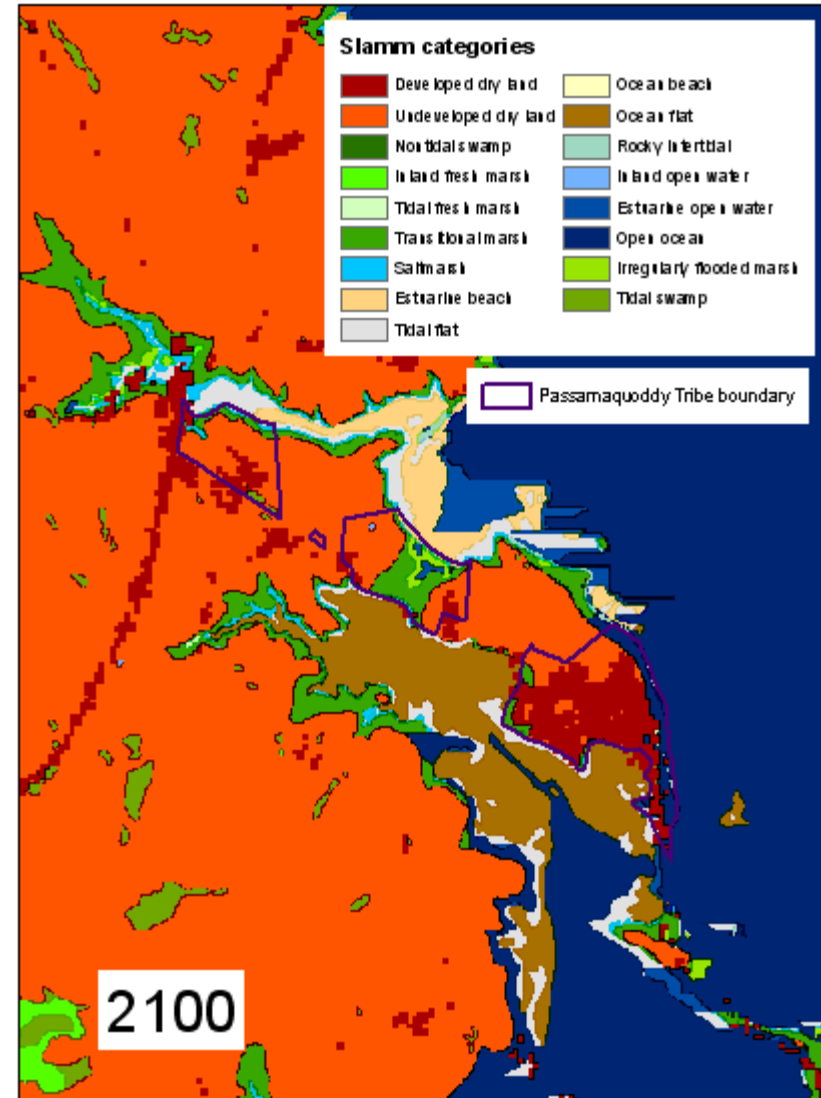 Slamm categories
Developed dry land
Undeveloped dry land
Nontidal swamp
Inland fresh marsh
Tidal fresh marsh
Transitional marsh
Saltmarsh
Estuarine beach
Tidal flat
Ocean beach
Ocean flat
Rocky intertidal
Inland open water
Estuarine open water
Open ocean
Irregularly flooded marsh
Tidal swamp
Passamaquoddy Tribe boundary
2100